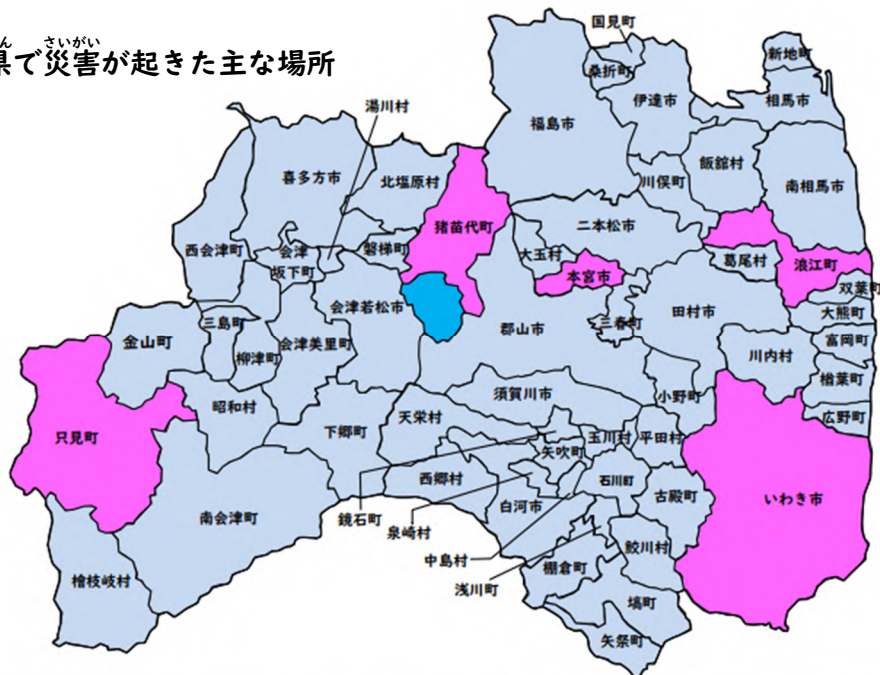 ん さいがい
県で災害が起きた主な場所
国見町
新地町
桑折町
伊達市
相馬市
湯川村
福島市
喜多方市
北塩原村
川俣町
飯舘村
南相馬市
猪苗代町
二本松市
西会津町
会津
坂下町
磐梯町
大玉村
本宮市
葛尾村
浪江町
双葉町
会津若松市
大熊町
三島町
金山町
柳津町
会津美里町
郡山市
三春町
田村市
富岡町
川内村
楢葉町
昭和村
須賀川市
小野町
広野町
只見町
下郷町
天栄村
玉川村
平田村
矢吹町
西郷村
石川町
古殿町
いわき市
白河市
南会津町
鏡石町
泉崎村
中島村
鮫川村
檜枝岐村
浅川町
棚倉町
塙町
矢祭町